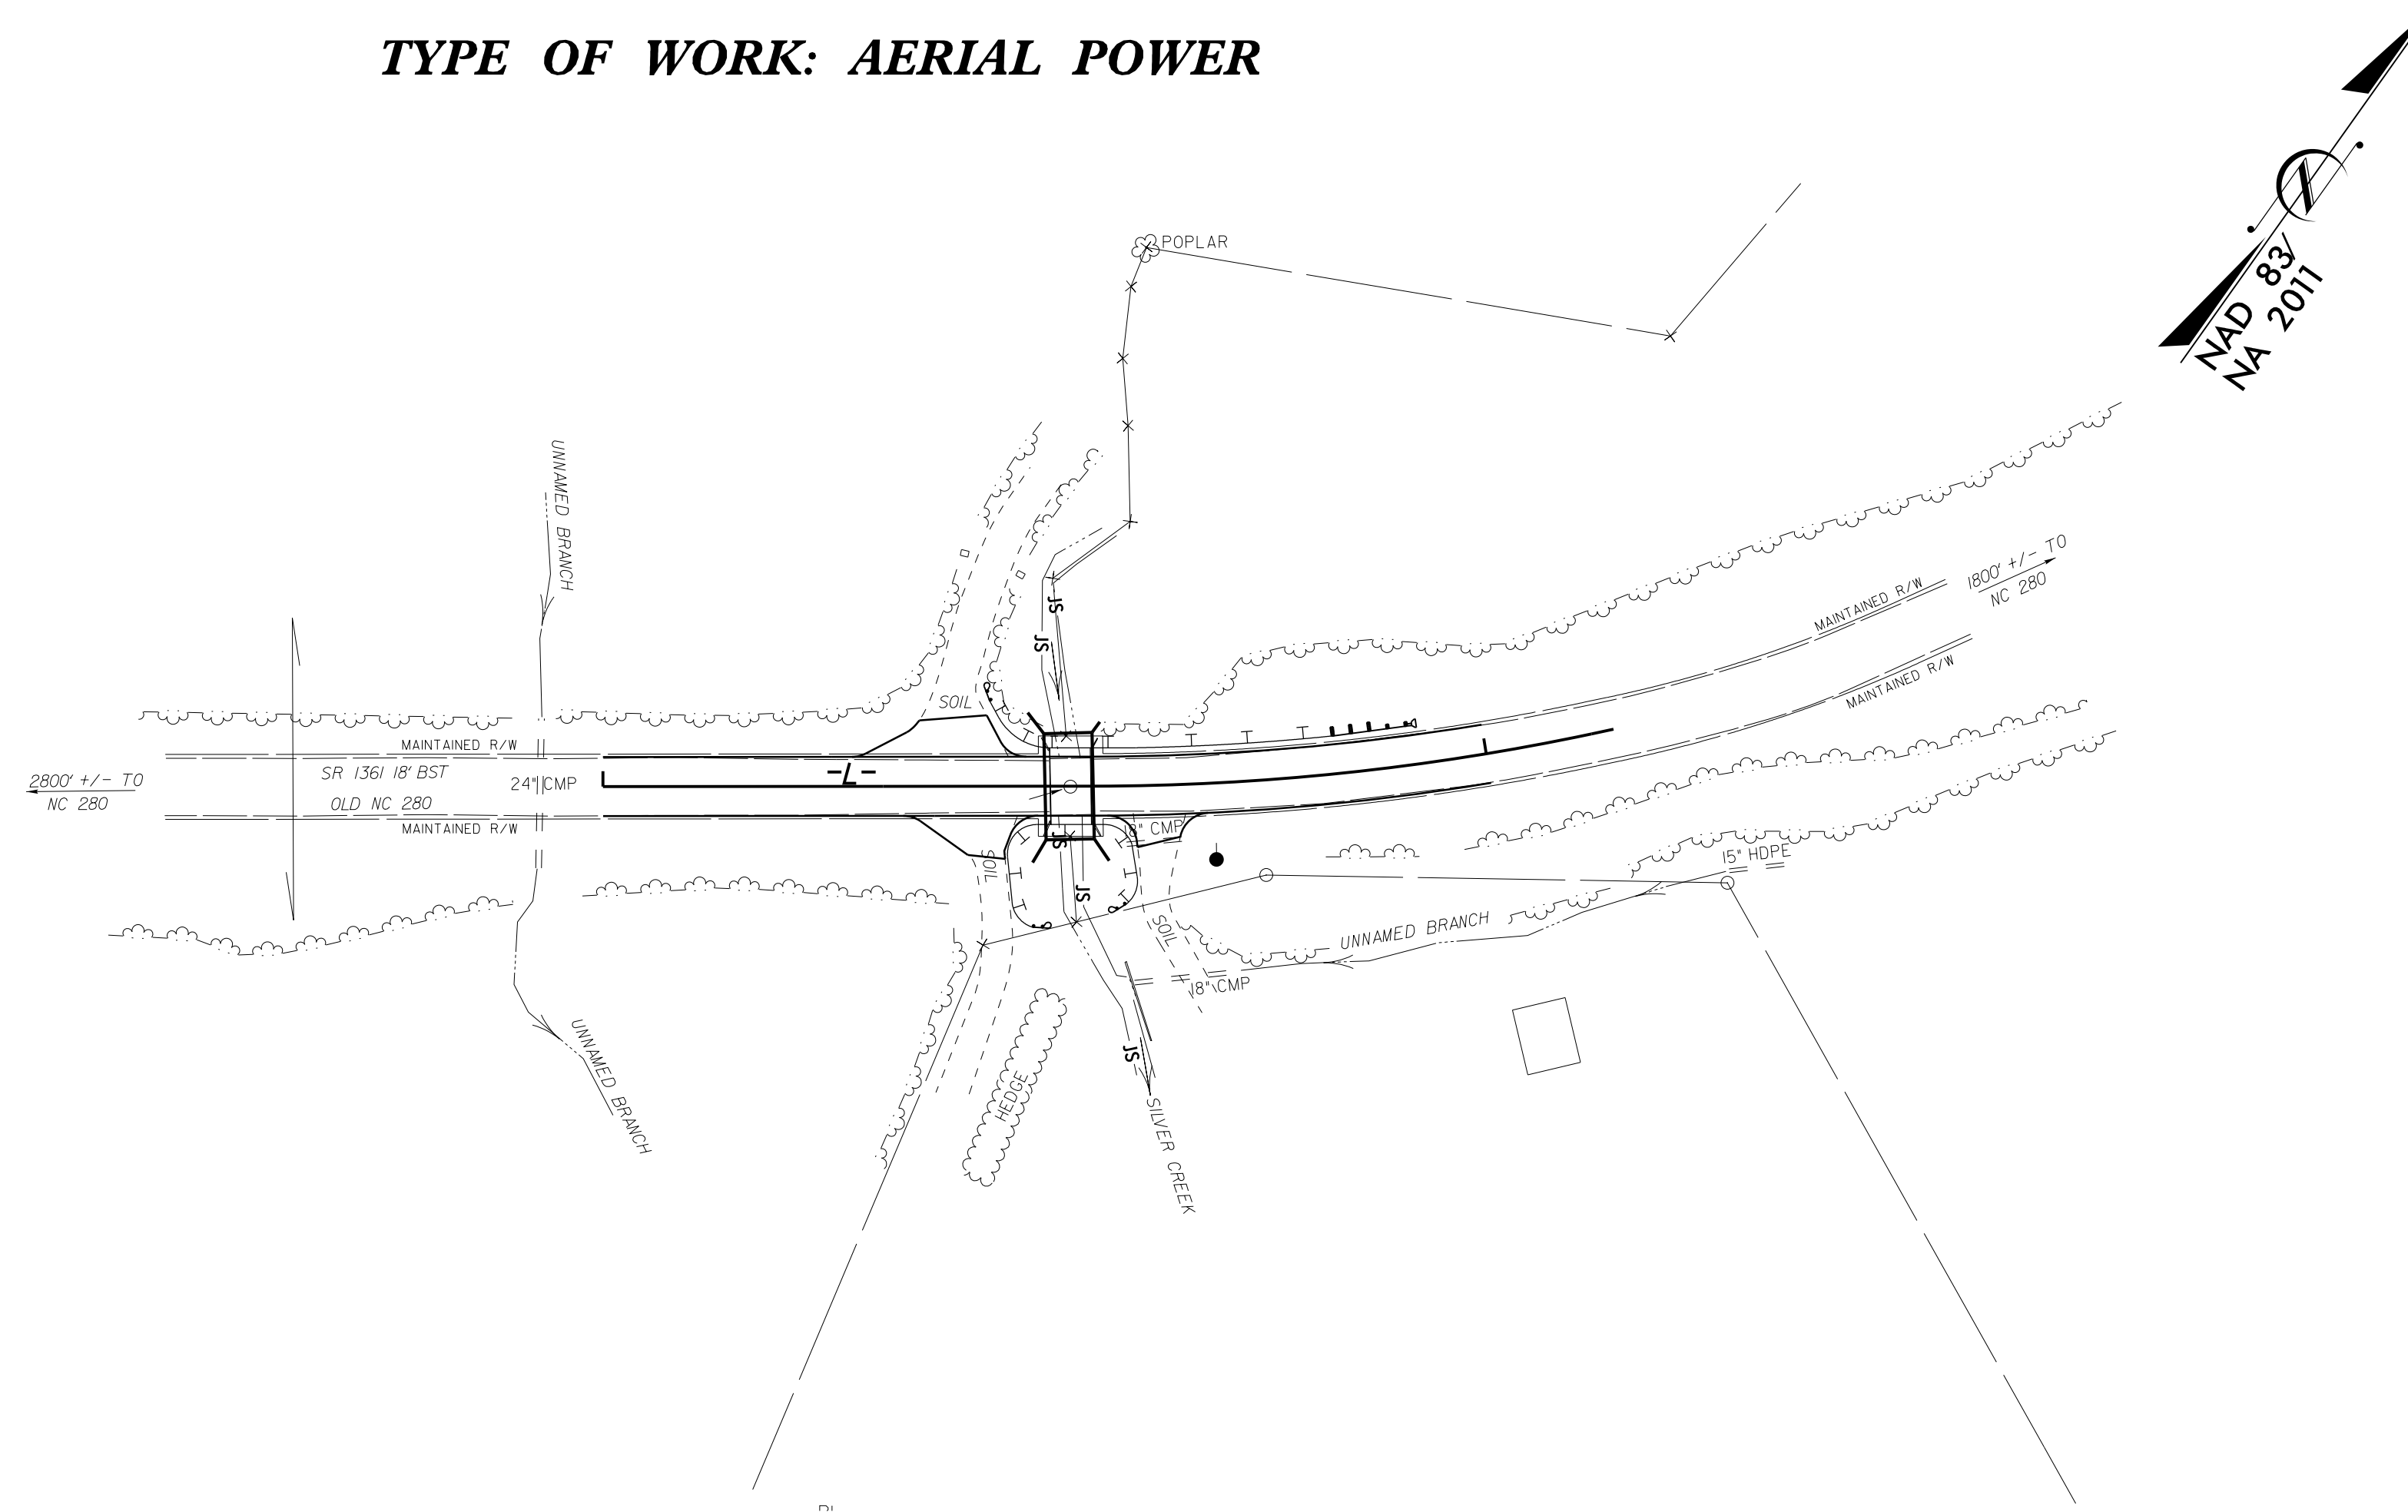 TYPE OF WORK: AERIAL POWER
POPLAR
NAD 83/
NA 2011
UNNAMED BRANCH
1800' +/- TO
NC 280
MAINTAINED R/W
MAINTAINED R/W
JS
JS
SOIL
MAINTAINED R/W
SR 1361 18' BST
24" CMP
-L-
2800' +/- TO
NC 280
OLD NC 280
MAINTAINED R/W
18" CMP
JS
SOIL
15" HDPE
JS
SOIL
UNNAMED BRANCH
18" CMP
JS
UNNAMED BRANCH
HEDGE
SILVER CREEK